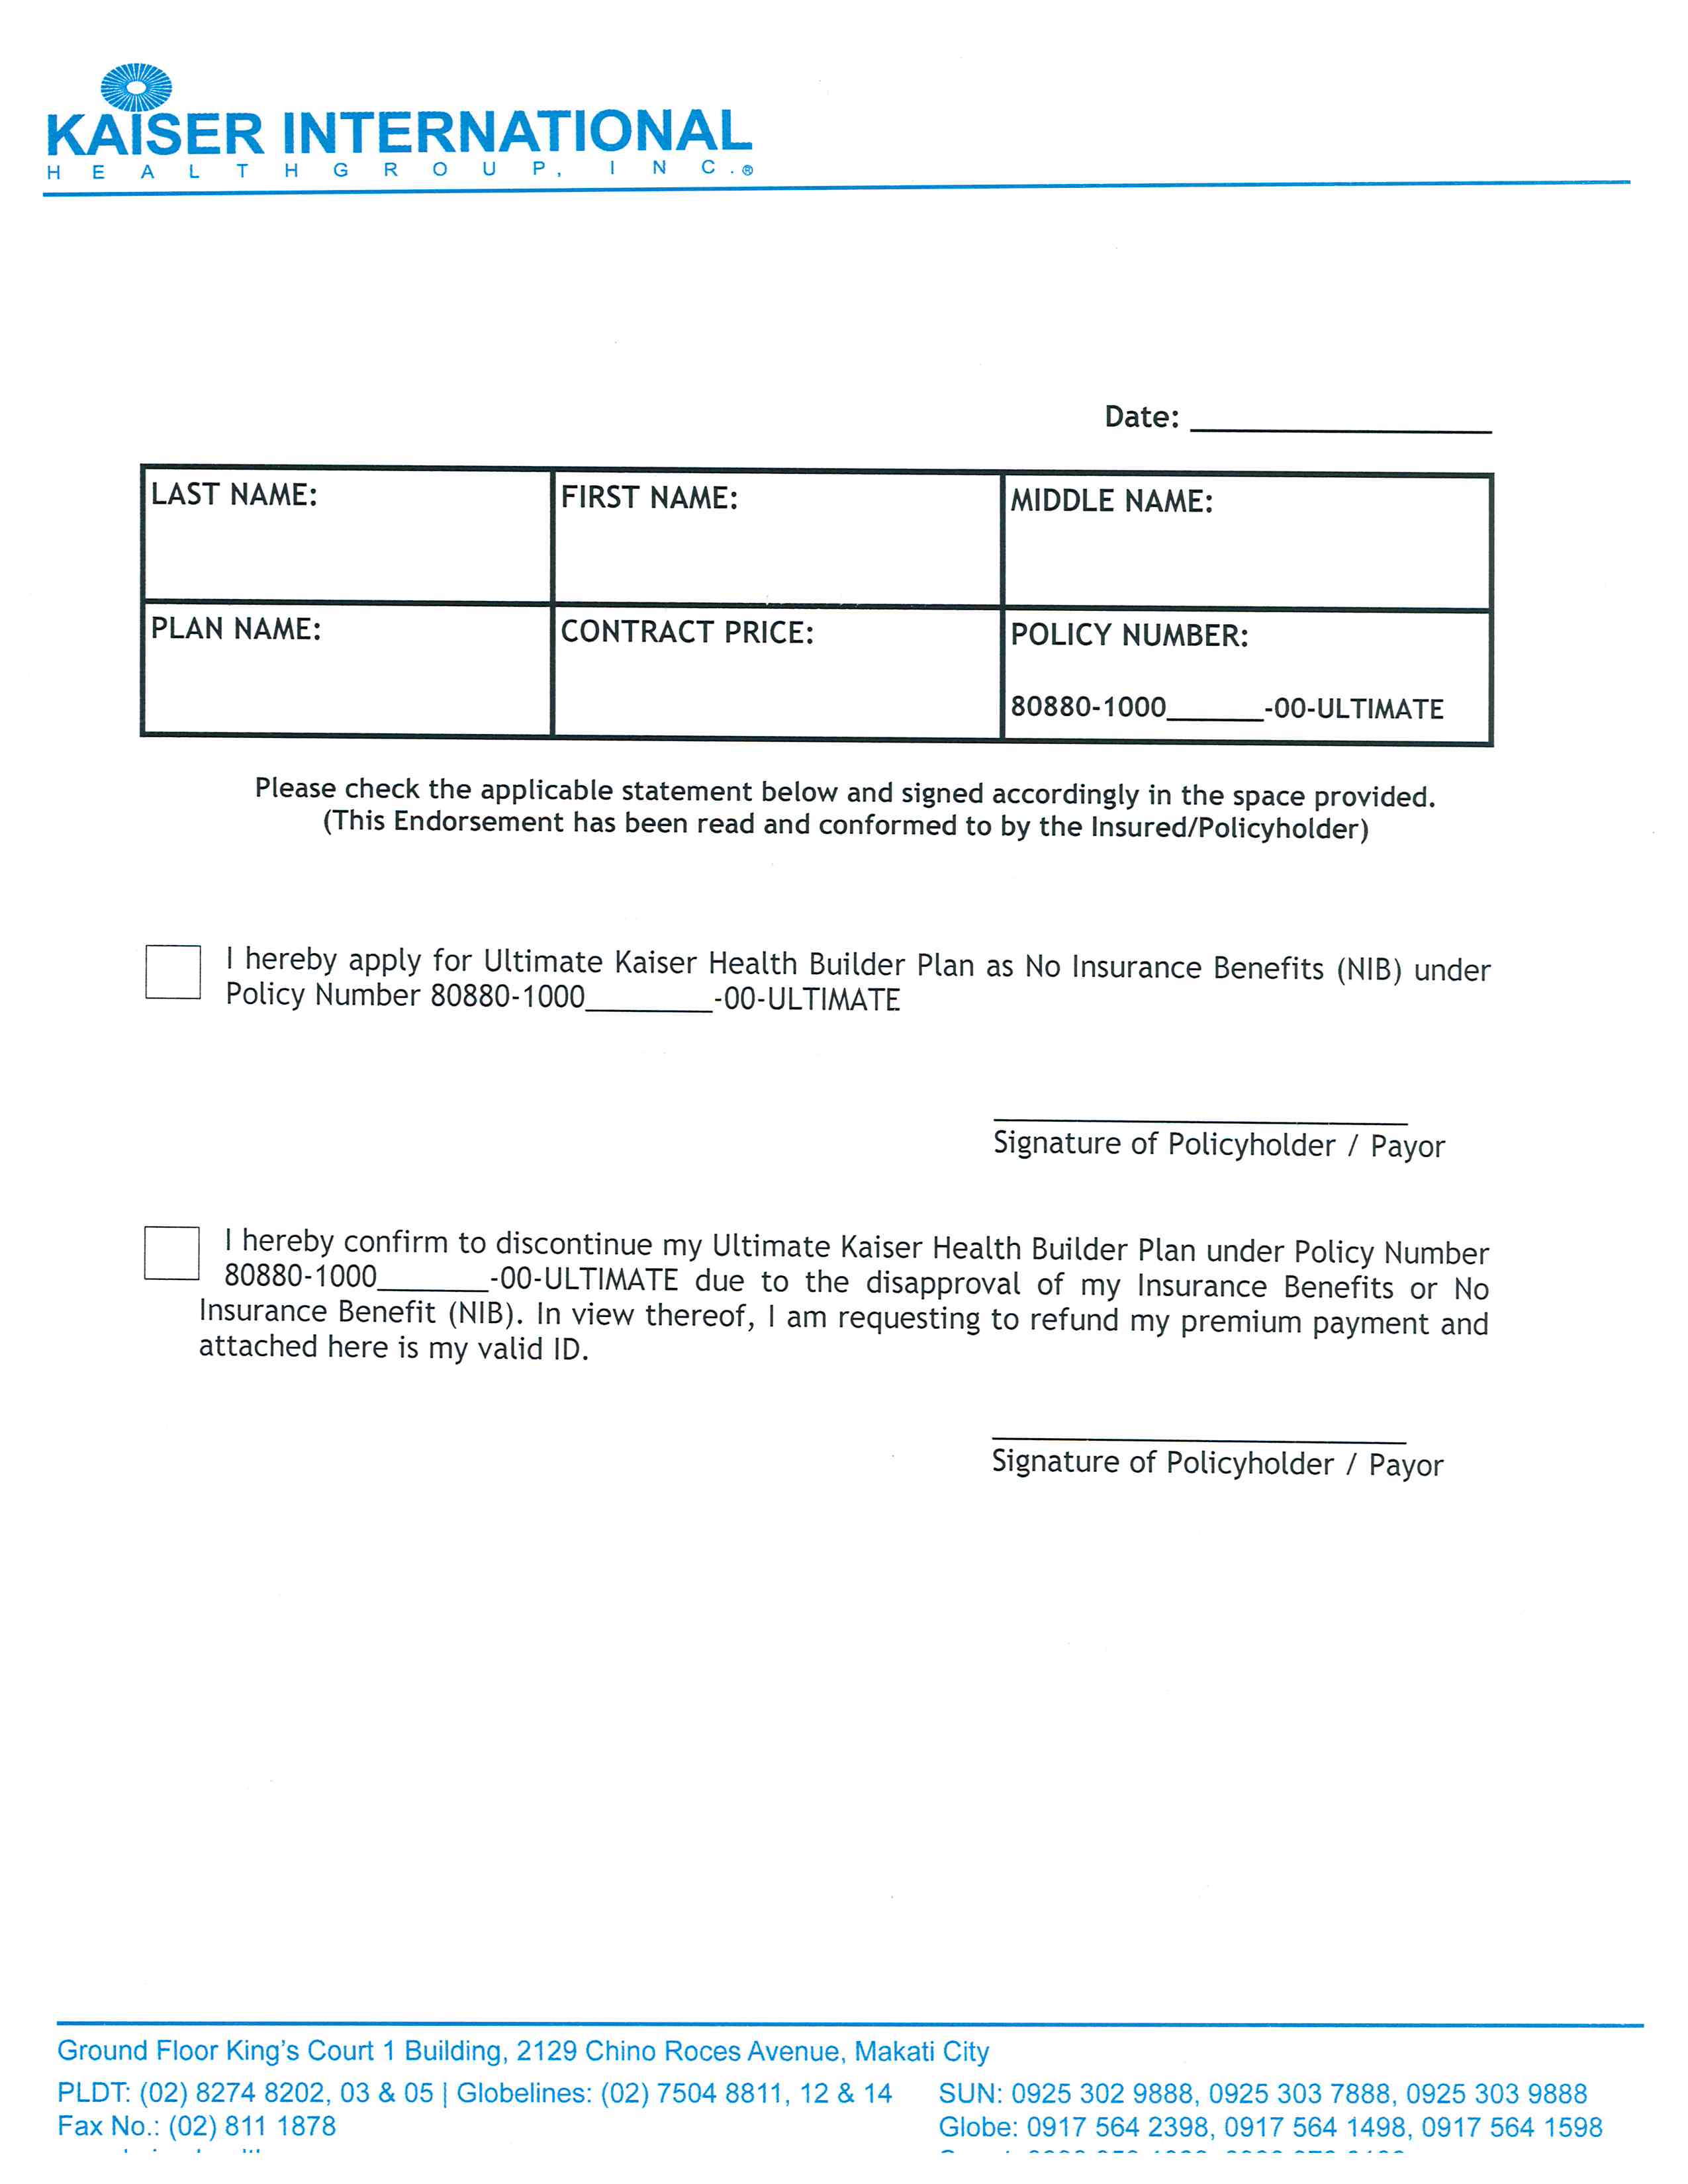 KAISER INTERNATIONAL
HEALTHGROUP, INC.®
Date: ____________
LAST NAME:
FIRST NAME:
MIDDLE NAME:
PLAN NAME:
CONTRACT PRICE:
POLICY NUMBER:
80880-1000______-00-ULTIMATE
Please check the applicable statement below and signed accordingly in the space provided.
(This Endorsement has been read and conformed to by the Insured/Policyholder)
I hereby apply for Ultimate Kaiser Health Builder Plan as No Insurance Benefits (NIB) under
Policy Number 80880-1000________-00-ULTIMATE
Signature of Policyholder / Payor
I hereby confirm to discontinue my Ultimate Kaiser Health Builder Plan under Policy Number
80880-1000_______-00-ULTIMATE due to the disapproval of my Insurance Benefits or No
Insurance Benefit (NIB). In view thereof, I am requesting to refund my premium payment and
attached here is my valid ID.
Signature of Policyholder / Payor
Ground Floor King's Court 1 Building, 2129 Chino Roces Avenue, Makati City
PLDT: (02) 8274 8202, 03 & 05 | Globelines: (02) 7504 8811, 12 & 14
Fax No.: (02) 811 1878
SUN: 0925 302 9888, 0925 303 7888, 0925 303 9888
Globe: 0917 564 2398, 0917 564 1498, 0917 564 1598